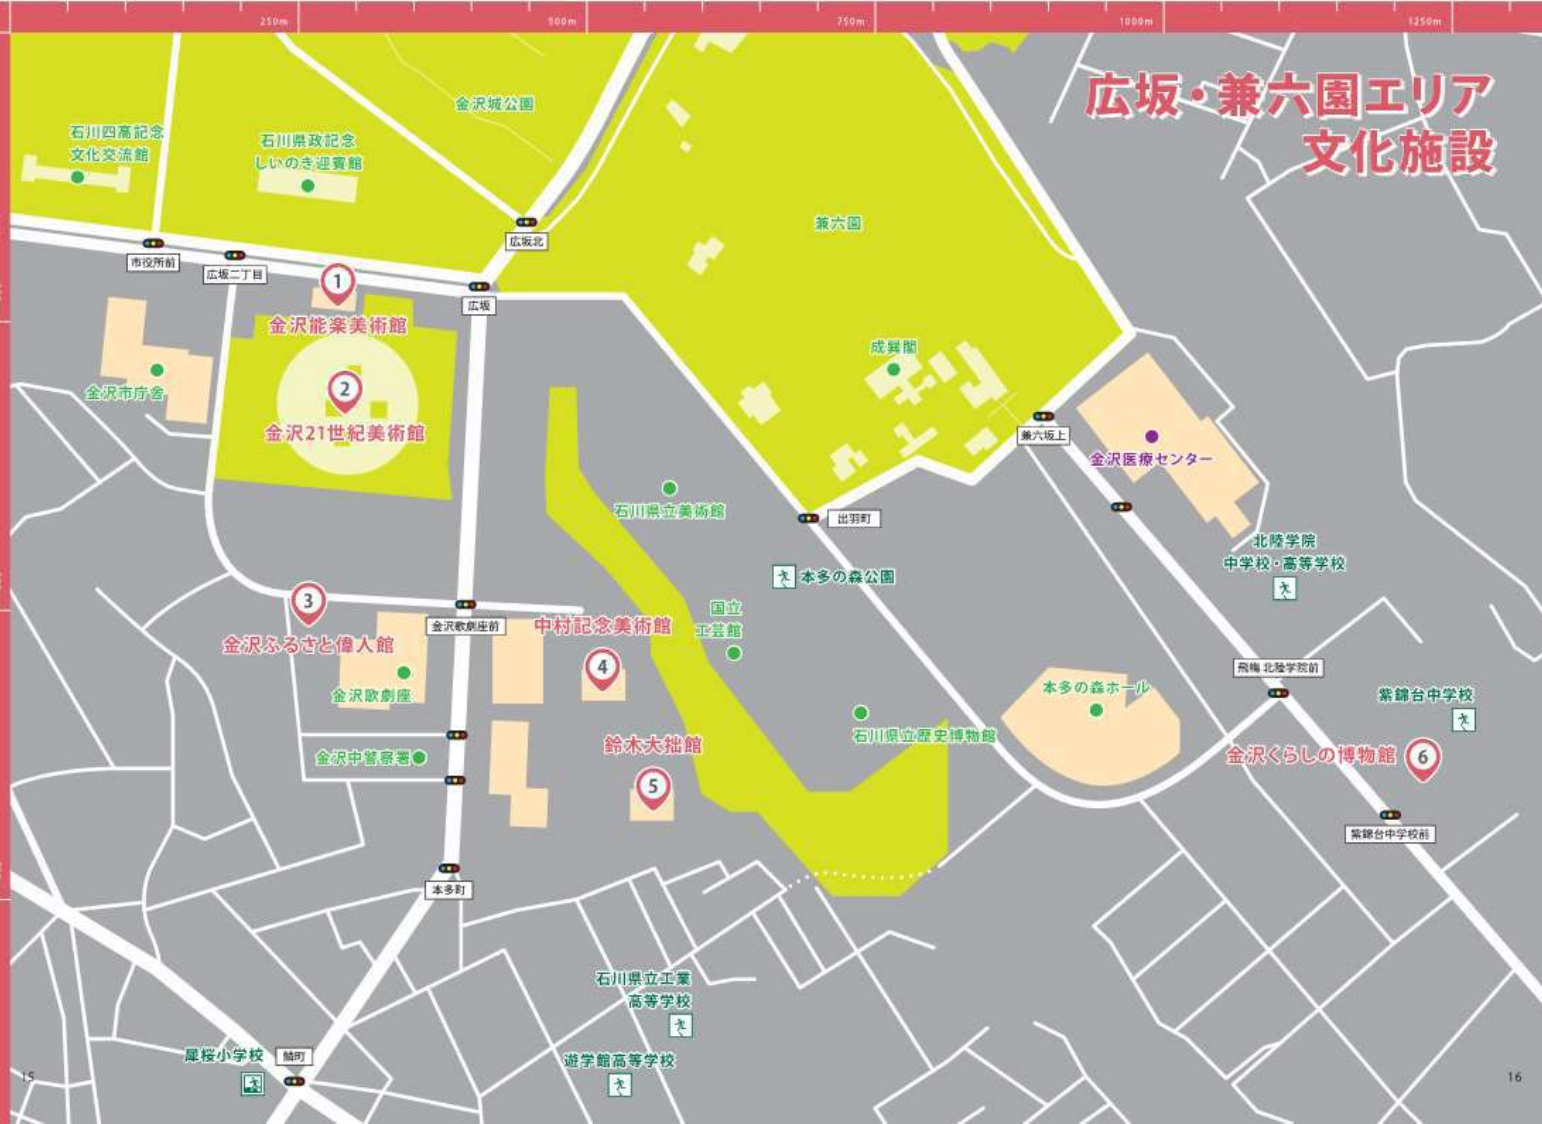 250m
500m
750m
1000m
1250m
広坂・兼六園エリア
文化施設
金沢城公園
石川四高記念
文化交流館
石川県政記念
しいのき迎賓館
兼六園
広坂北
市役所前
広坂二丁目
1
広坂
金沢能楽美術館
成巽閣
金沢市庁舎
2
金沢21世紀美術館
兼六坂上
金沢医療センター
石川県立美術館
出羽町
北陸学院
中学校・高等学校
本多の森公園
3
国立
工芸館
金沢歌劇座前
中村記念美術館
金沢ふるさと偉人館
4
飛梅 北陸学院前
金沢歌劇座
本多の森ホール
紫錦台中学校
石川県立歴史博物館
鈴木大拙館
金沢中警察署
金沢くらしの博物館
6
5
紫錦台中学校前
本多町
石川県立工業
高等学校
犀桜小学校
鱗町
遊学館高等学校
15
16